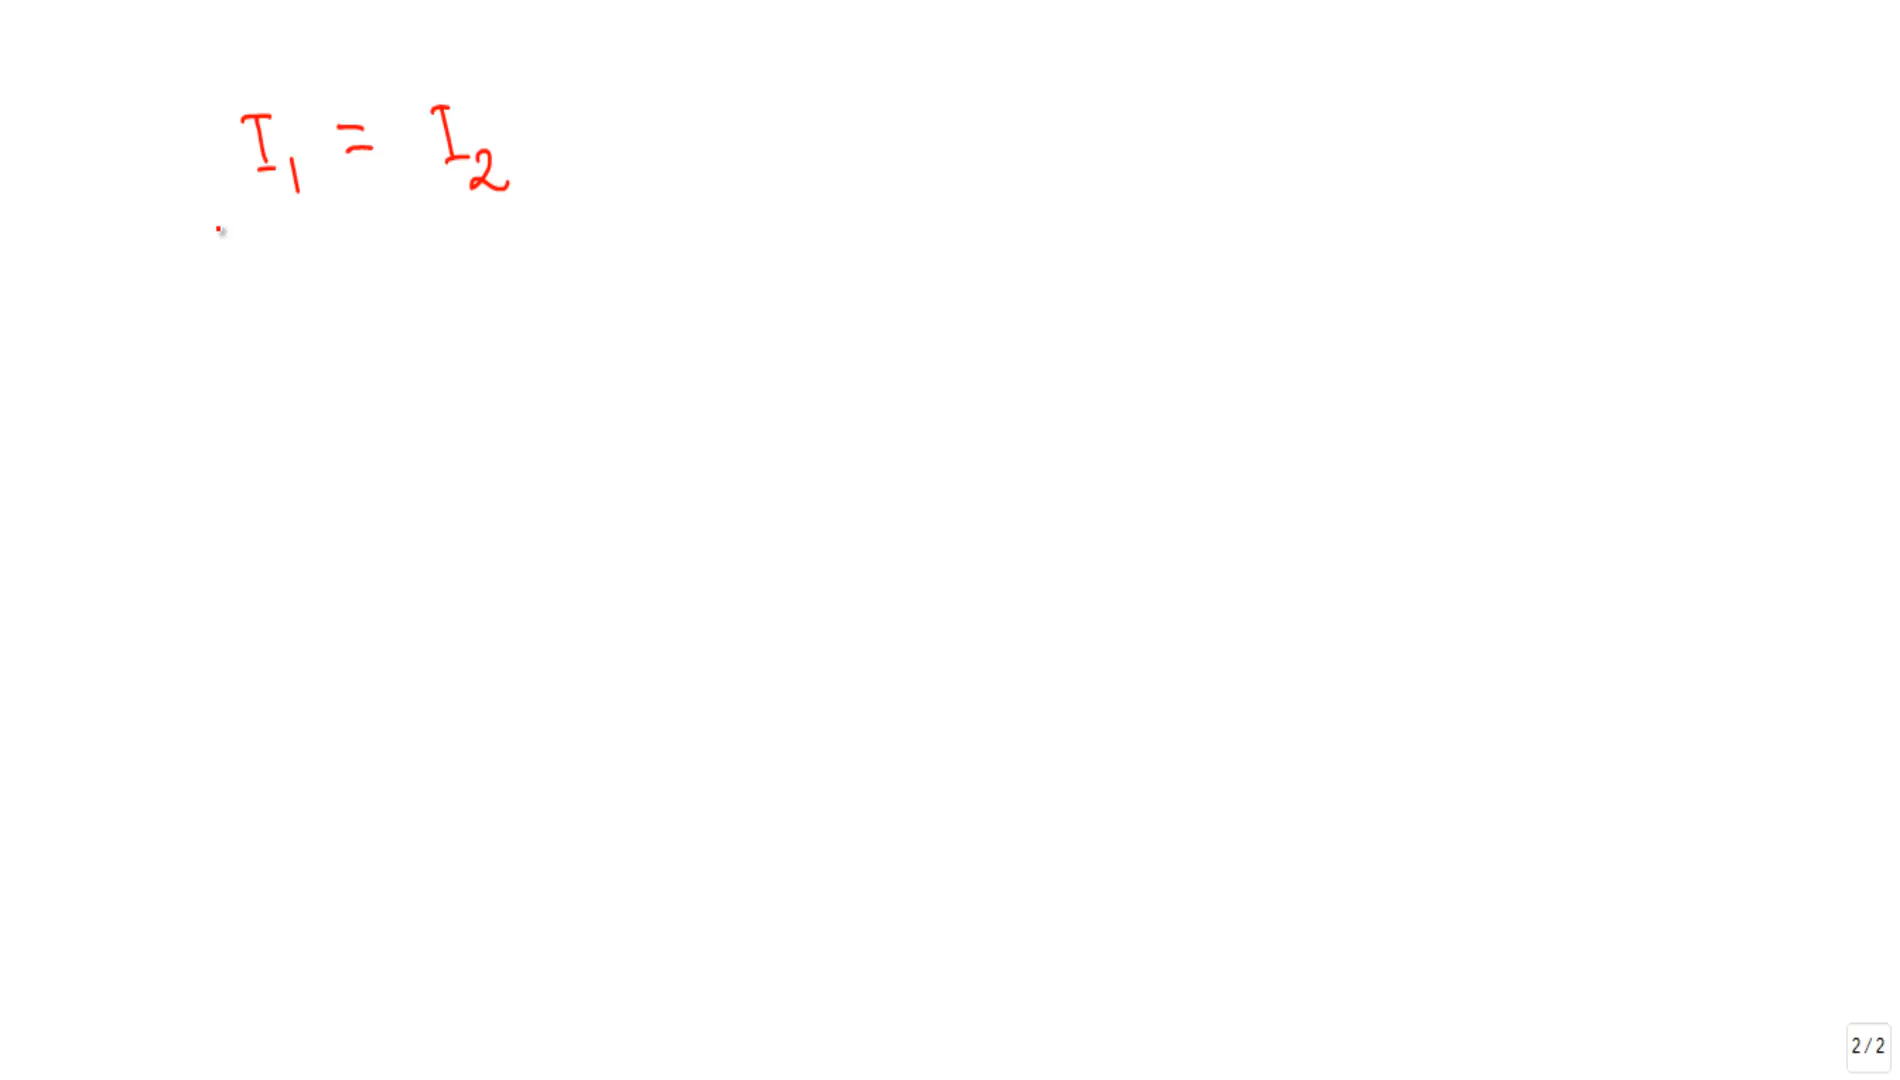 I₁ = I₂
2/2